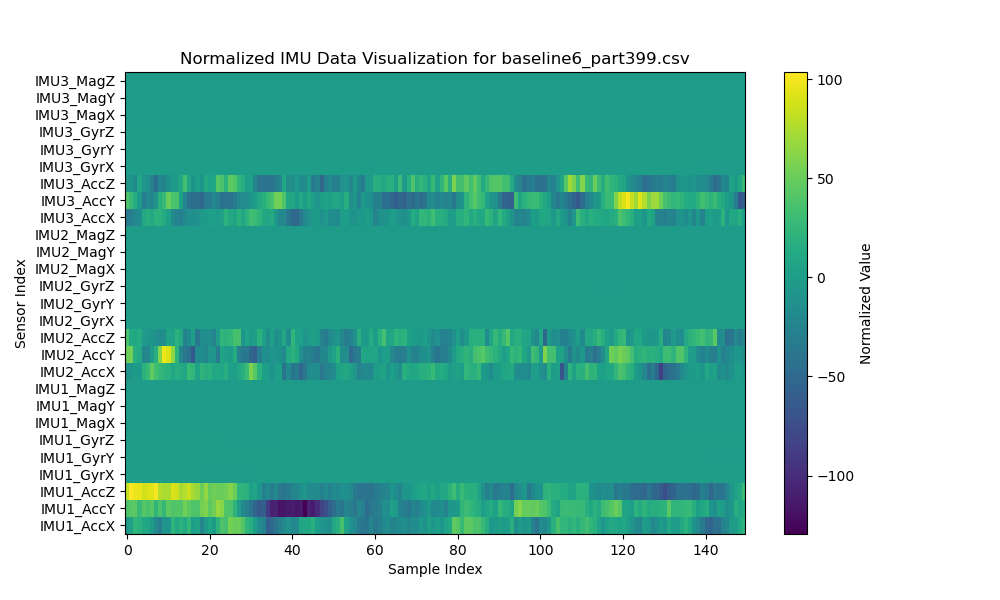 Normalized IMU Data Visualization for baseline6_part399.csv
IMU3_MagZ
IMU3_MagY
IMU3_MagX
IMU3_GyrZ
IMU3_GyrY
IMU3_GyrX
IMU3_AccZ
IMU3_AccY
IMU3_AccX
IMU2_MagZ
IMU2_MagY
IMU2_MagX
IMU2_GyrZ
IMU2_GyrY
IMU2_GyrX
IMU2_AccZ
IMU2_AccY
IMU2_AccX
IMU1_MagZ
IMU1_MagY
IMU1_MagX
IMU1_GyrZ
IMU1_GyrY
IMU1_GyrX
IMU1_AccZ
IMU1_AccY
IMU1_AccX
Sensor Index
0 20 40 60 80 100 120 140
Sample Index
100
50
0
−50
−100
Normalized Value